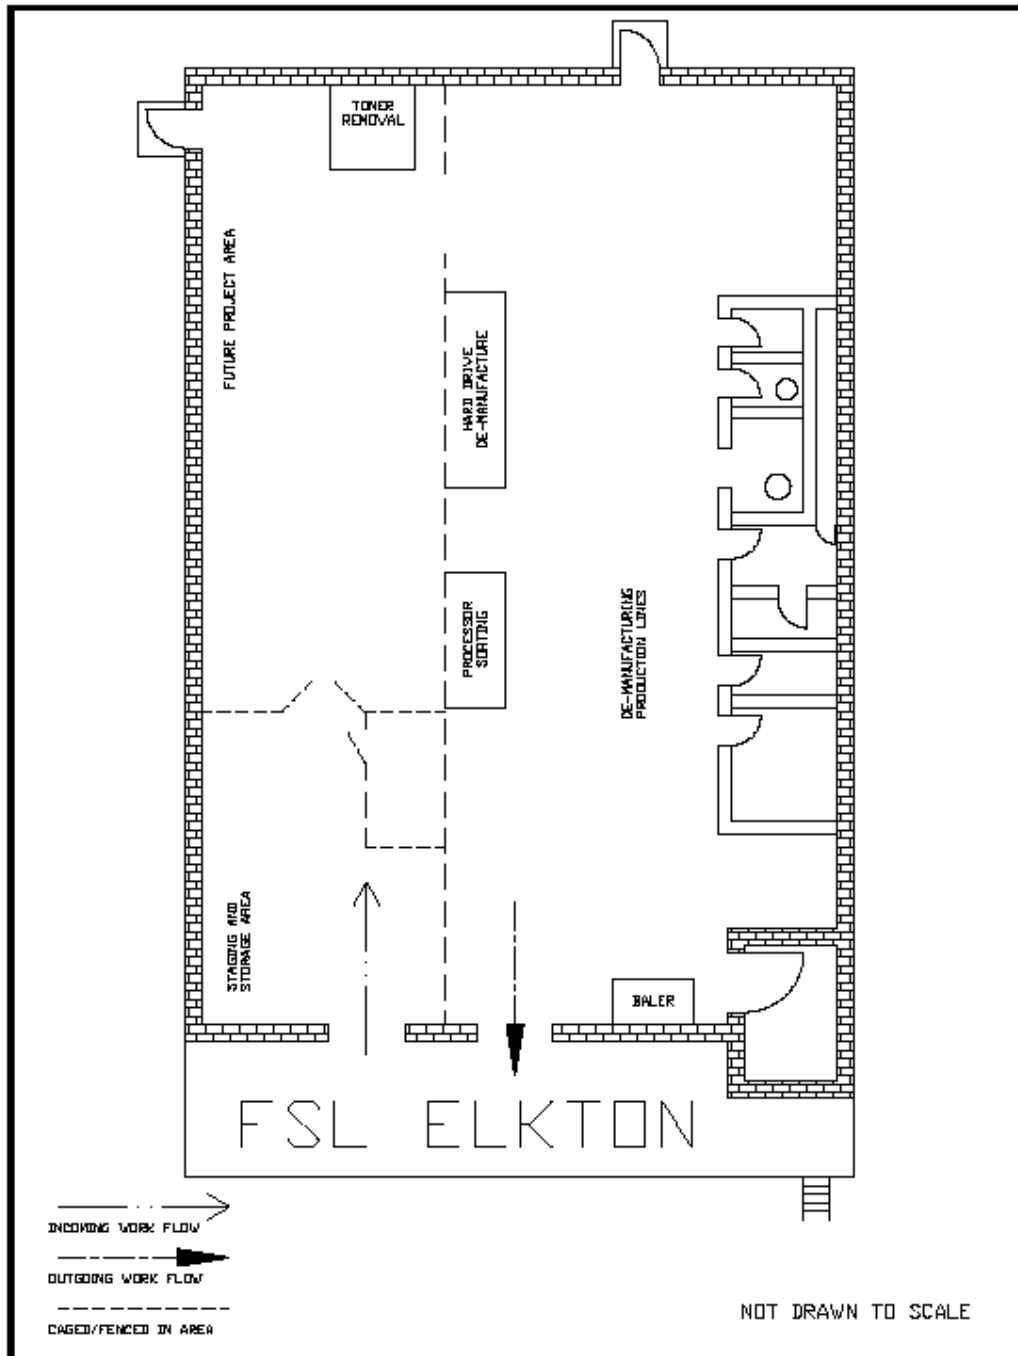 TONER
REMOVAL
FUTURE PROJECT AREA
HARD DRIVE
DE-MANUFACTURE
PROCESSOR
SORTING
DE-MANUFACTURING
PRODUCTION LINES
STAGING AND
STORAGE AREA
BALER
FSL ELKTON
INCOMING WORK FLOW
OUTGOING WORK FLOW
CAGED/FENCED IN AREA
NOT DRAWN TO SCALE